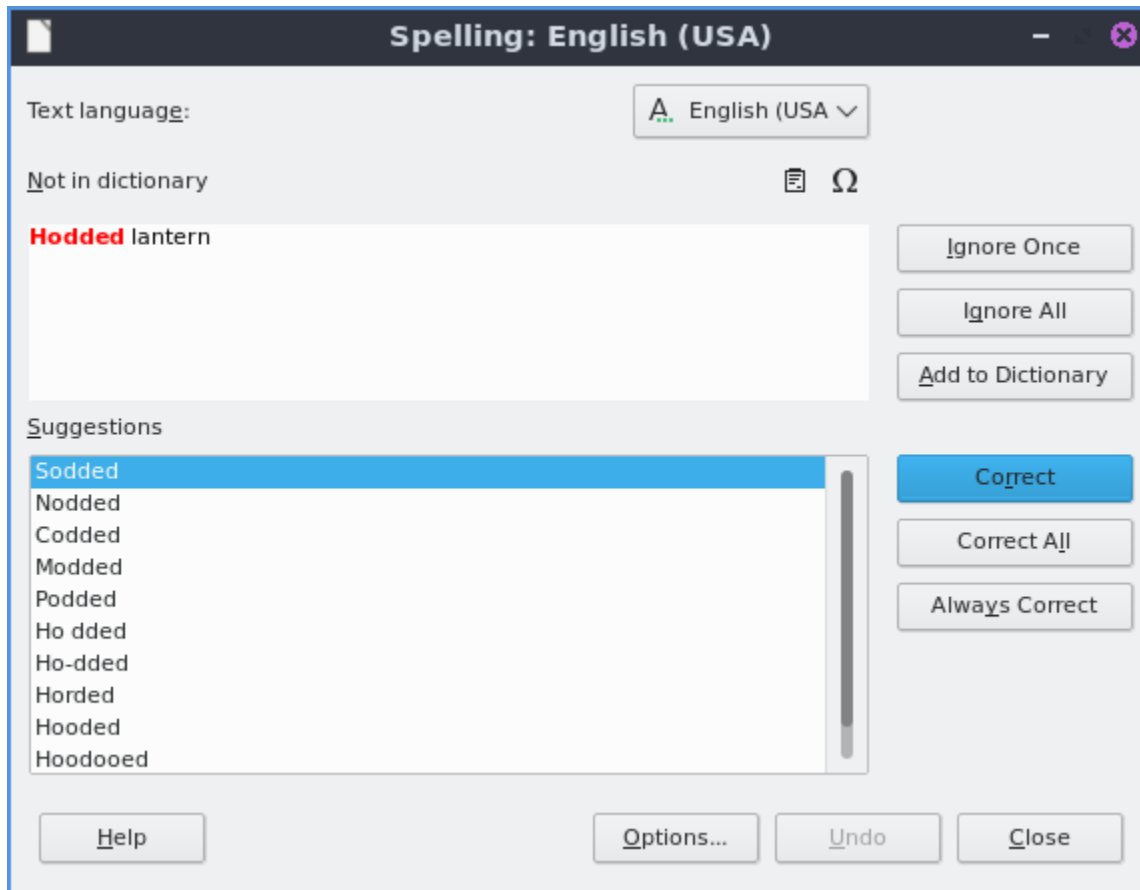 Spelling: English (USA)
Text language:
A English (USA
Not in dictionary
Ω
Hodded lantern
Ignore Once
Ignore All
Add to Dictionary
Suggestions
Sodded
Nodded
Codded
Modded
Podded
Ho dded
Ho-dded
Horded
Hooded
Hoodooed
Correct
Correct All
Always Correct
Help
Options...
Undo
Close